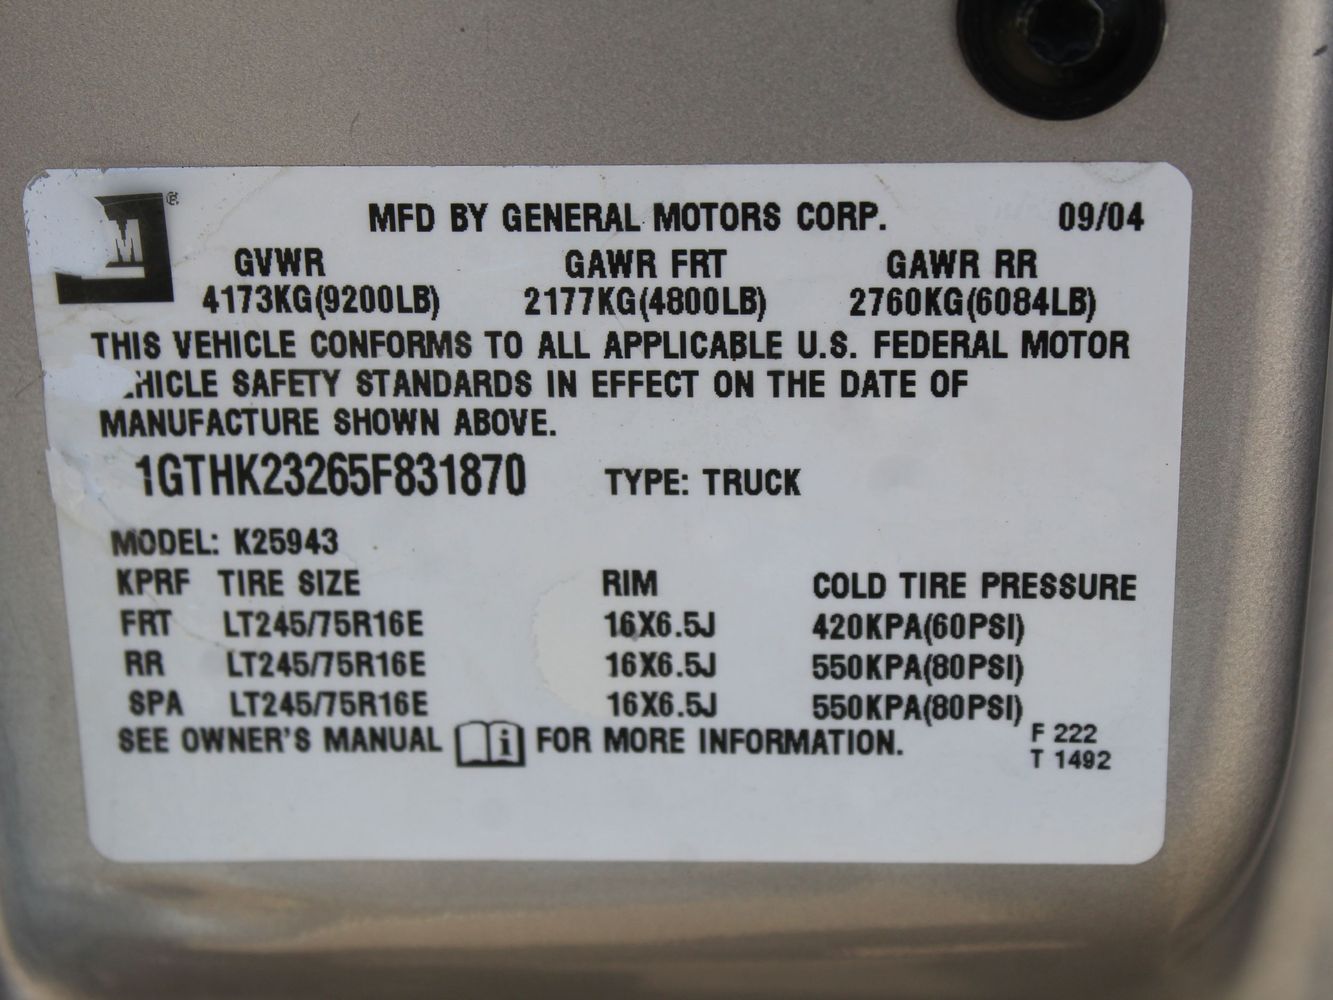 M ®
MFD BY GENERAL MOTORS CORP. 09/04
GVWR GAWR FRT GAWR RR
4173KG(9200LB) 2177KG(4800LB) 2760KG(6084LB)
THIS VEHICLE CONFORMS TO ALL APPLICABLE U.S. FEDERAL MOTOR
HICLE SAFETY STANDARDS IN EFFECT ON THE DATE OF
MANUFACTURE SHOWN ABOVE.
1GTHK23265F831870 TYPE: TRUCK
MODEL: K25943
KPRF TIRE SIZE RIM COLD TIRE PRESSURE
FRT LT245/75R16E 16X6.5J 420KPA(60PSI)
RR LT245/75R16E 16X6.5J 550KPA(80PSI)
SPA LT245/75R16E 16X6.5J 550KPA(80PSI)
SEE OWNER'S MANUAL i FOR MORE INFORMATION.
F 222
T 1492